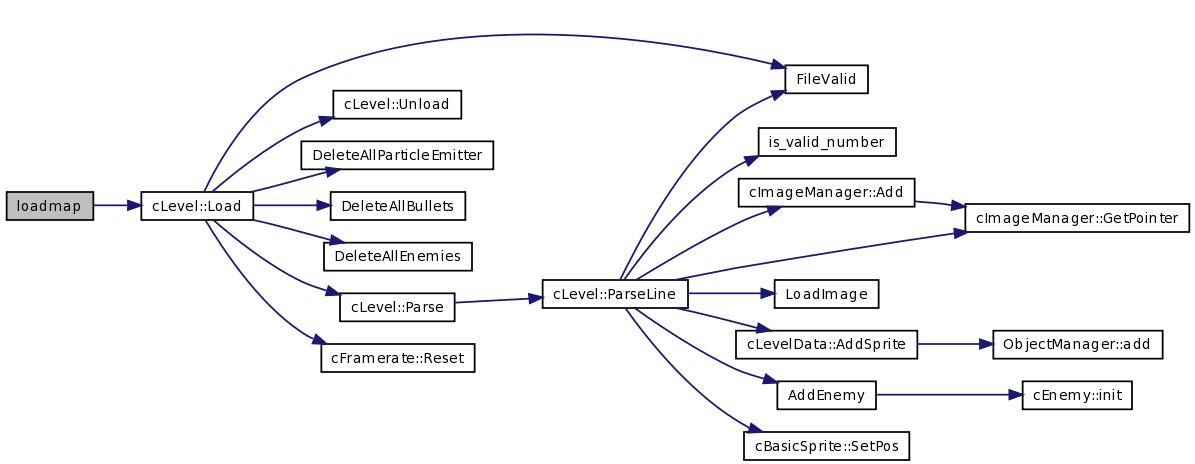 loadmap
cLevel::Load
FileValid
cLevel::Unload
DeleteAllParticleEmitter
DeleteAllBullets
DeleteAllEnemies
cLevel::Parse
cFramerate::Reset
cLevel::ParseLine
is_valid_number
cImageManager::Add
cImageManager::GetPointer
LoadImage
cLevelData::AddSprite
ObjectManager::add
AddEnemy
cEnemy::init
cBasicSprite::SetPos